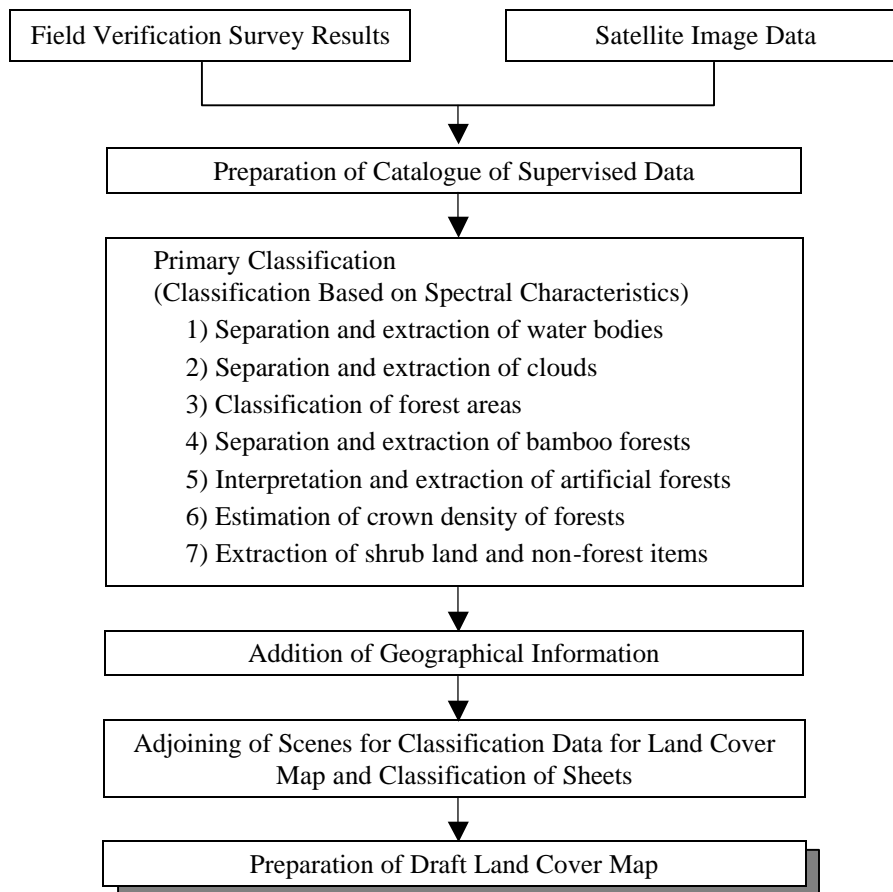 Field Verification Survey Results
Satellite Image Data
Preparation of Catalogue of Supervised Data
Primary Classification
(Classification Based on Spectral Characteristics)
1) Separation and extraction of water bodies
2) Separation and extraction of clouds
3) Classification of forest areas
4) Separation and extraction of bamboo forests
5) Interpretation and extraction of artificial forests
6) Estimation of crown density of forests
7) Extraction of shrub land and non-forest items
Addition of Geographical Information
Adjoining of Scenes for Classification Data for Land Cover
Map and Classification of Sheets
Preparation of Draft Land Cover Map